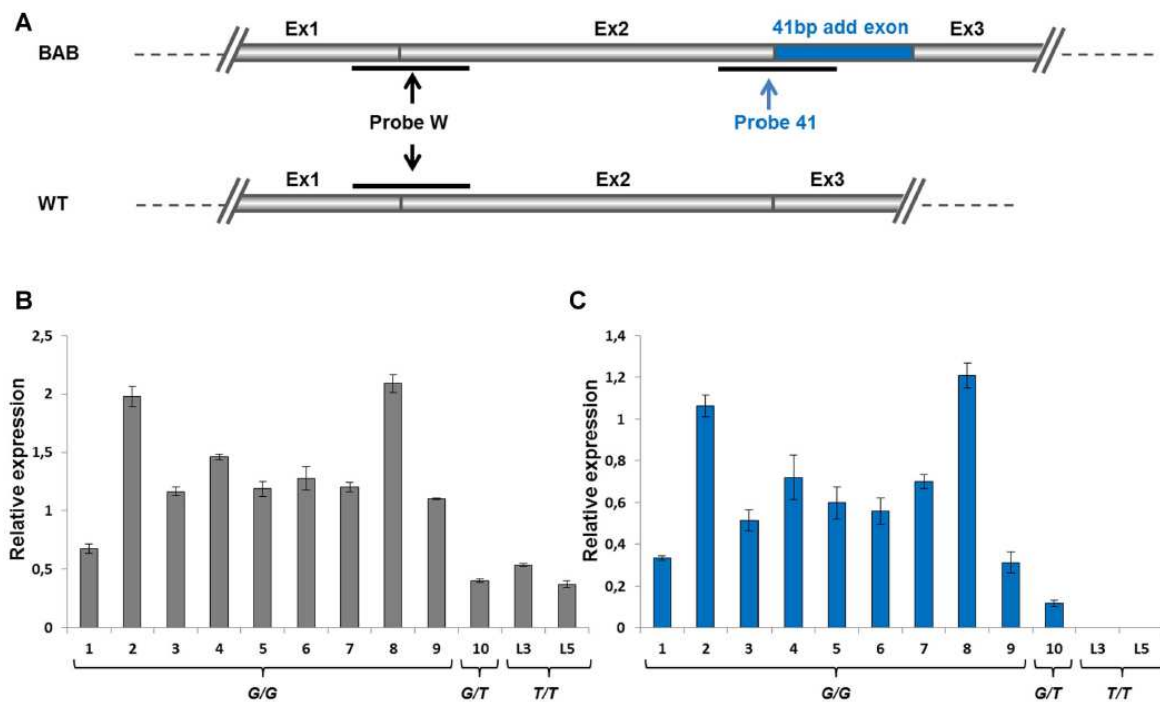 A
BAB
Ex1
Ex2
41bp add exon
Ex3
Probe W
Probe 41
WT
Ex1
Ex2
Ex3
B
Relative expression
2,5
2
1,5
1
0,5
0
1 2 3 4 5 6 7 8 9 10 L3 L5
G/G G/T T/T
C
Relative expression
1,4
1,2
1
0,8
0,6
0,4
0,2
0
1 2 3 4 5 6 7 8 9 10 L3 L5
G/G G/T T/T